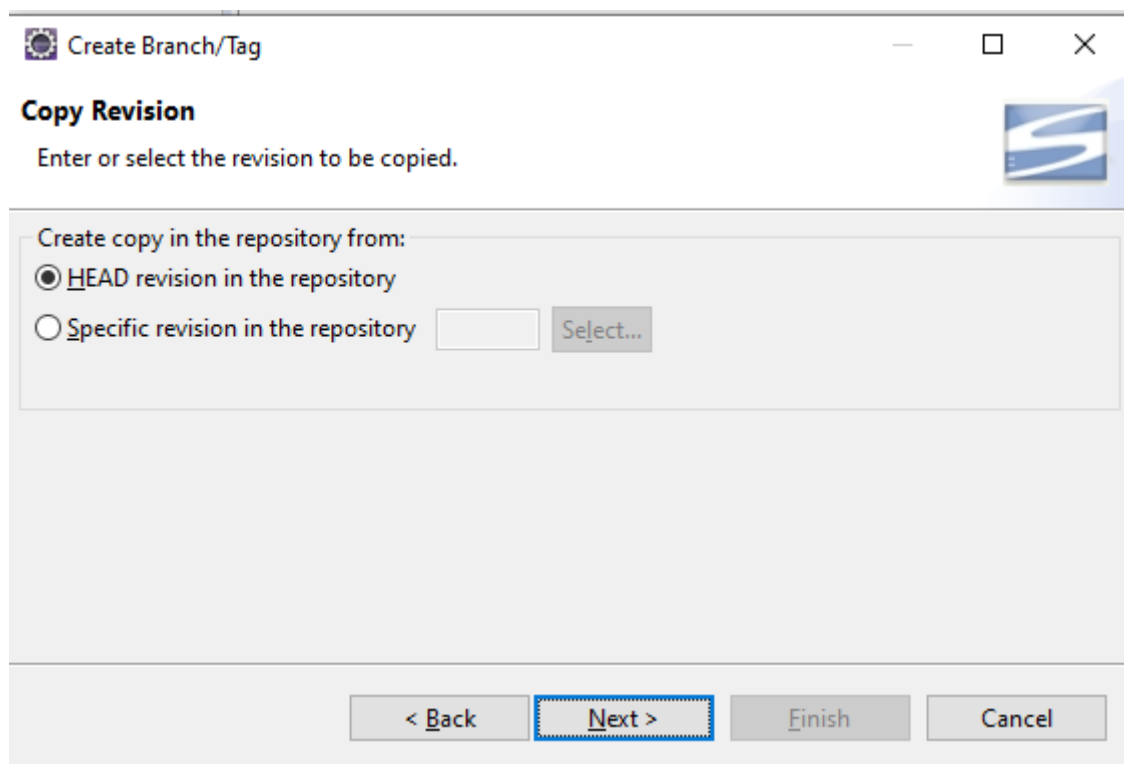 Create Branch/Tag
Copy Revision
Enter or select the revision to be copied.
Create copy in the repository from:
HEAD revision in the repository
Specific revision in the repository Select...
< Back Next > Finish Cancel